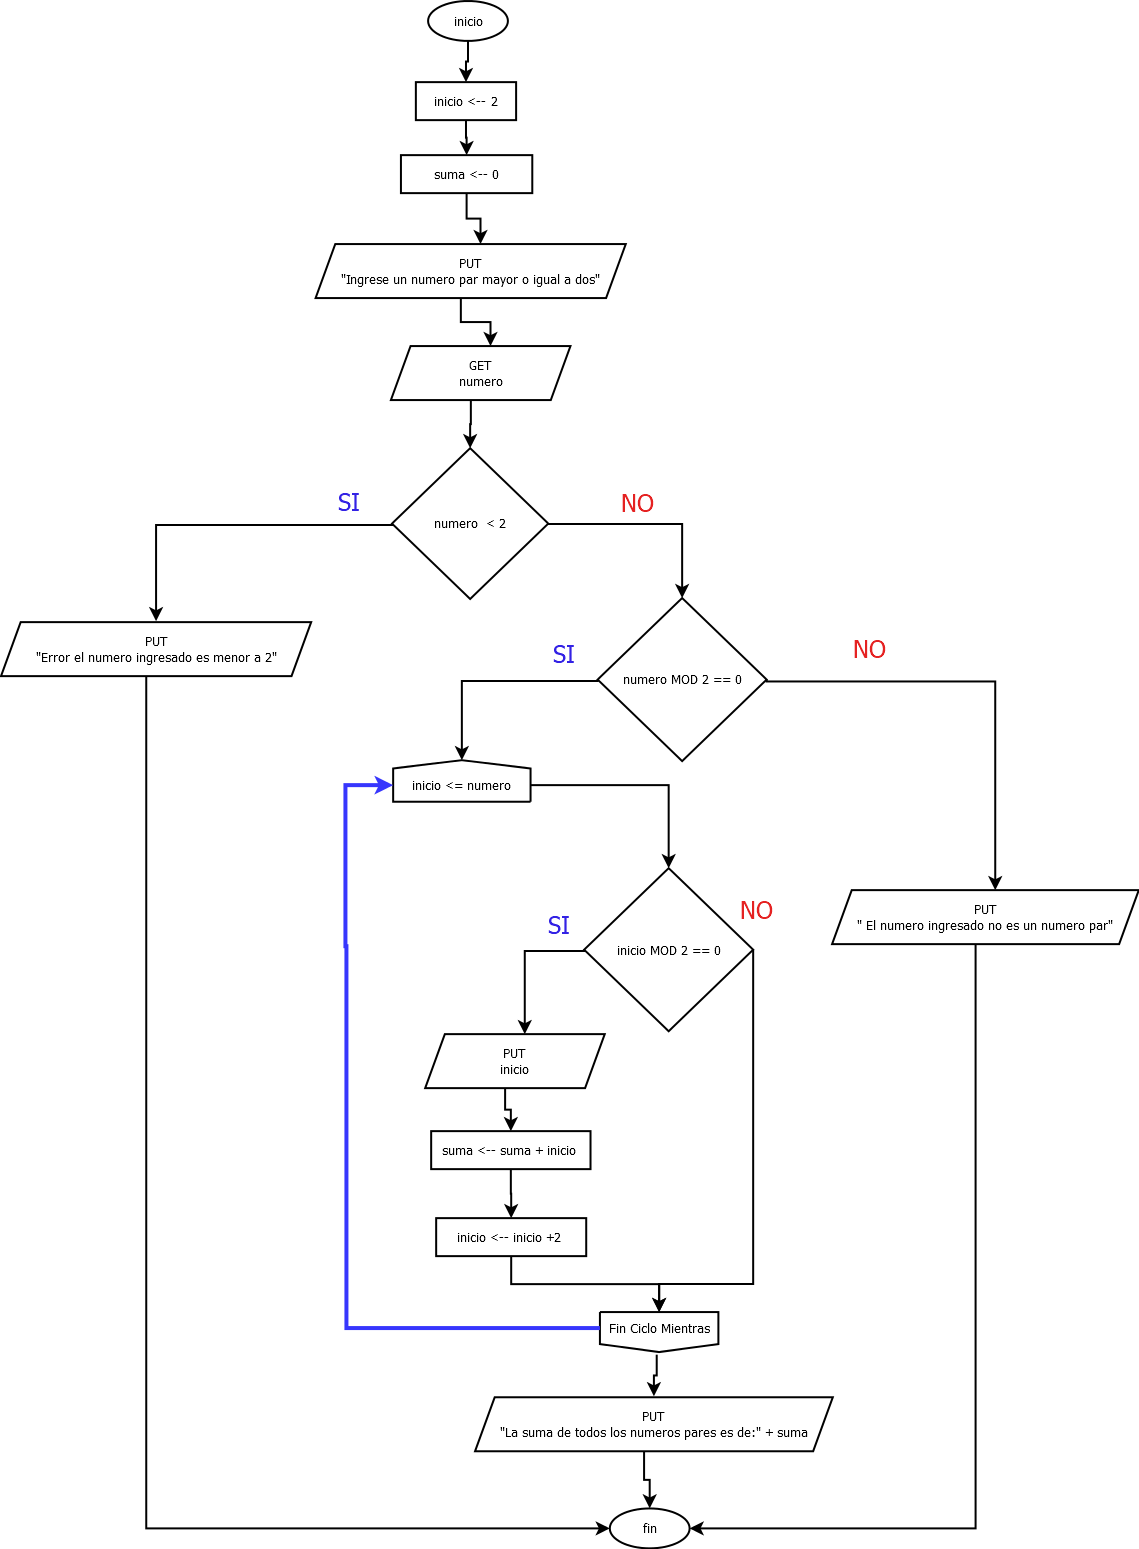 inicio
inicio <-- 2
suma <-- 0
PUT
"Ingrese un numero par mayor o igual a dos"
GET
numero
SI
NO
numero < 2
PUT
"Error el numero ingresado es menor a 2"
SI
NO
numero MOD 2 == 0
inicio <= numero
SI
NO
inicio MOD 2 == 0
PUT
" El numero ingresado no es un numero par"
PUT
inicio
suma <-- suma + inicio
inicio <-- inicio +2
Fin Ciclo Mientras
PUT
"La suma de todos los numeros pares es de:" + suma
fin